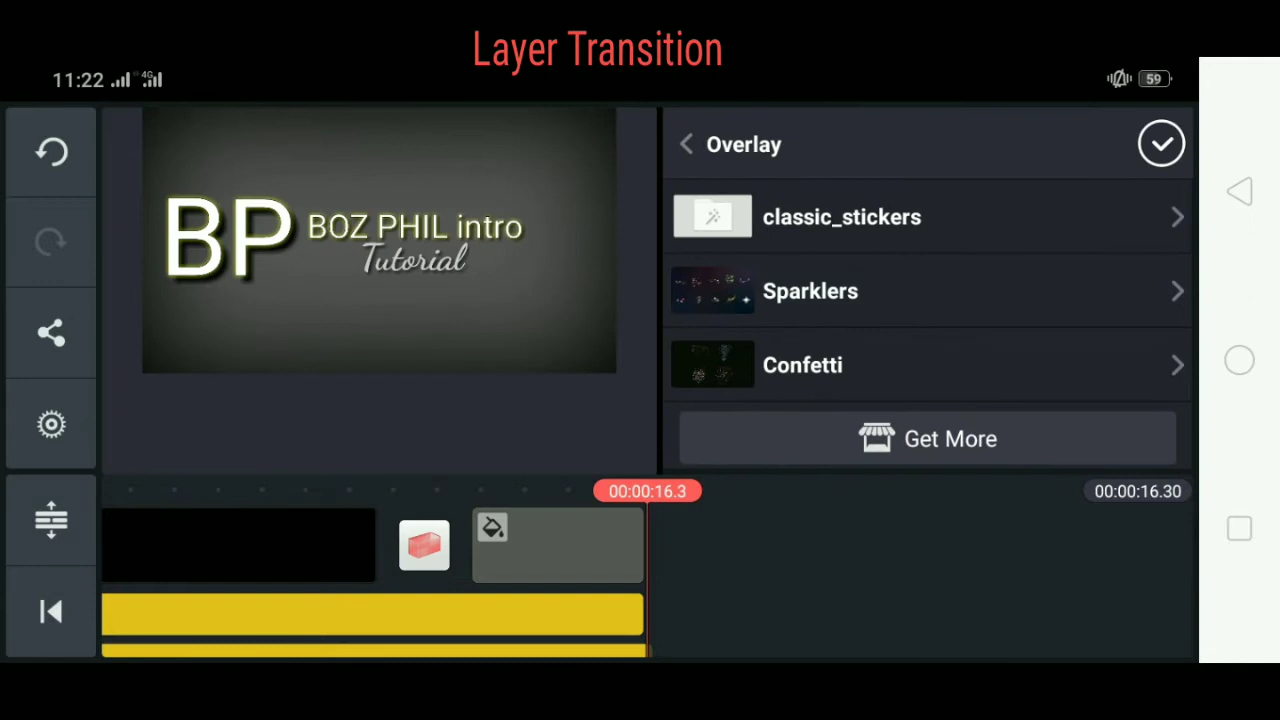 Layer Transition
11:22
4G
59
Overlay
classic_stickers
Sparklers
Confetti
Get More
BP
BOZ PHIL intro
Tutorial
00:00:16.3
00:00:16.30